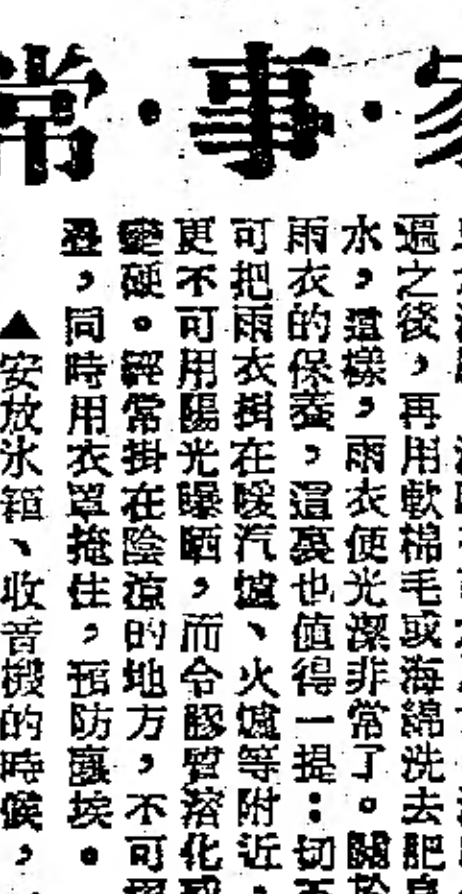 家·事·常
遍之後，再用軟棉毛或海綿洗去肥皂
水，這樣，雨衣便光潔非常了。關於
雨衣的保養，這裏也值得一提：切不
可把雨衣掛在暖汽爐、火爐等附近，
更不可用陽光曝晒，而令膠質溶化或
變硬。經常掛在陰涼的地方，不可摺
疊，同時用衣罩掩住，預防塵埃。
▲安放氷箱、收音機的時候，